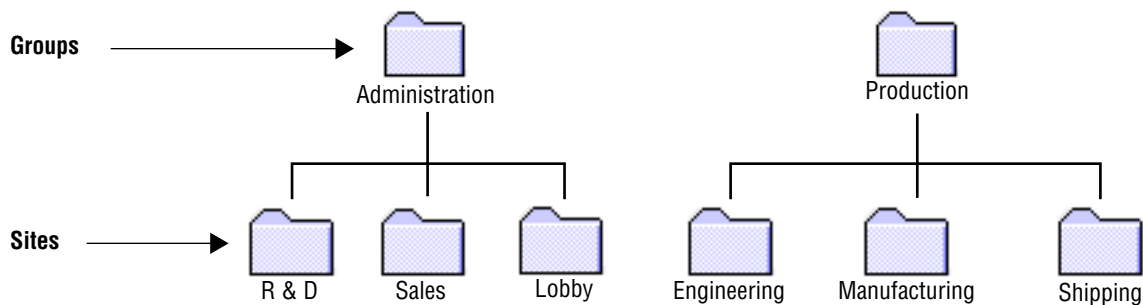 Groups
Administration
Production
Sites
R & D
Sales
Lobby
Engineering
Manufacturing
Shipping